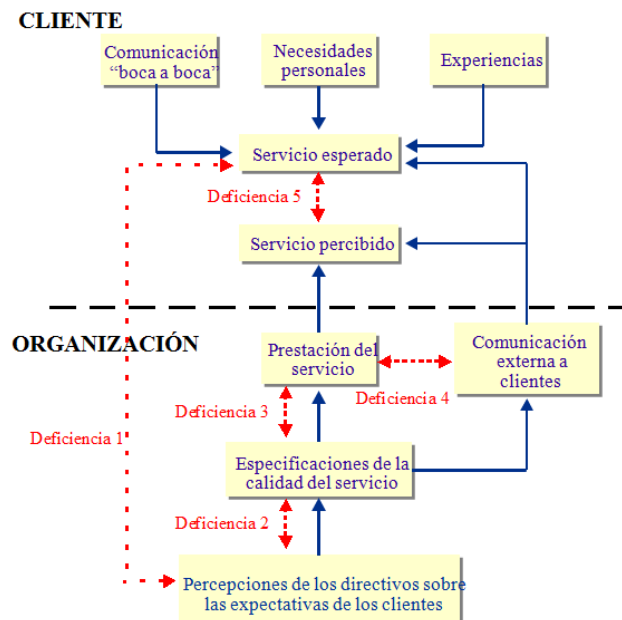 CLIENTE
Comunicación
“boca a boca”
Necesidades
personales
Experiencias
Servicio esperado
Deficiencia 5
Servicio percibido
ORGANIZACIÓN
Prestación del
servicio
Comunicación
externa a
clientes
Deficiencia 4
Deficiencia 3
Deficiencia 1
Especificaciones de la
calidad del servicio
Deficiencia 2
Percepciones de los directivos sobre
las expectativas de los clientes